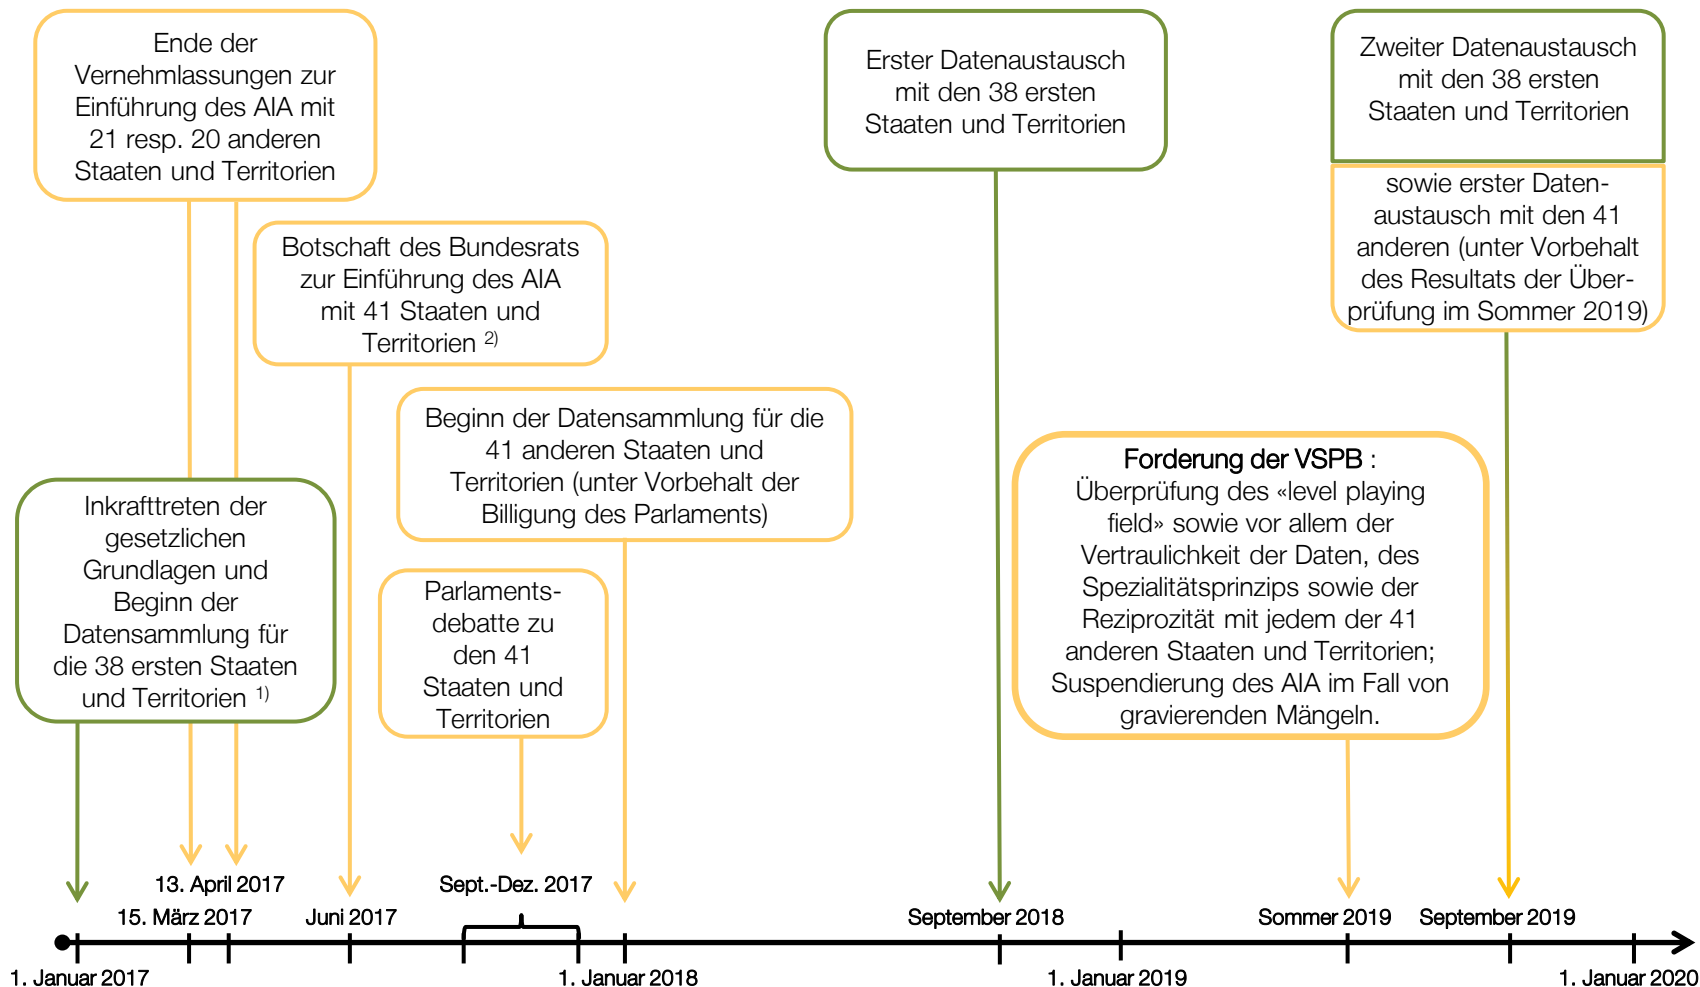 Ende der
Vernehmlassungen zur
Einführung des AIA mit
21 resp. 20 anderen
Staaten und Territorien
Erster Datenaustausch
mit den 38 ersten
Staaten und Territorien
Zweiter Datenaustausch
mit den 38 ersten
Staaten und Territorien
sowie erster Daten-
austausch mit den 41
anderen (unter Vorbehalt
des Resultats der Über-
prüfung im Sommer 2019)
Botschaft des Bundesrats
zur Einführung des AIA
mit 41 Staaten und
Territorien 2)
Beginn der Datensammlung für die
41 anderen Staaten und
Territorien (unter Vorbehalt der
Billigung des Parlaments)
Forderung der VSPB :
Überprüfung des «level playing
field» sowie vor allem der
Vertraulichkeit der Daten, des
Spezialitätsprinzips sowie der
Reziprozität mit jedem der 41
anderen Staaten und Territorien;
Suspendierung des AIA im Fall von
gravierenden Mängeln.
Inkrafttreten der
gesetzlichen
Grundlagen und
Beginn der
Datensammlung für
die 38 ersten Staaten
und Territorien 1)
Parlaments-
debatte zu
den 41
Staaten und
Territorien
13. April 2017
Sept.-Dez. 2017
15. März 2017
Juni 2017
September 2018
Sommer 2019
September 2019
1. Januar 2017
1. Januar 2018
1. Januar 2019
1. Januar 2020